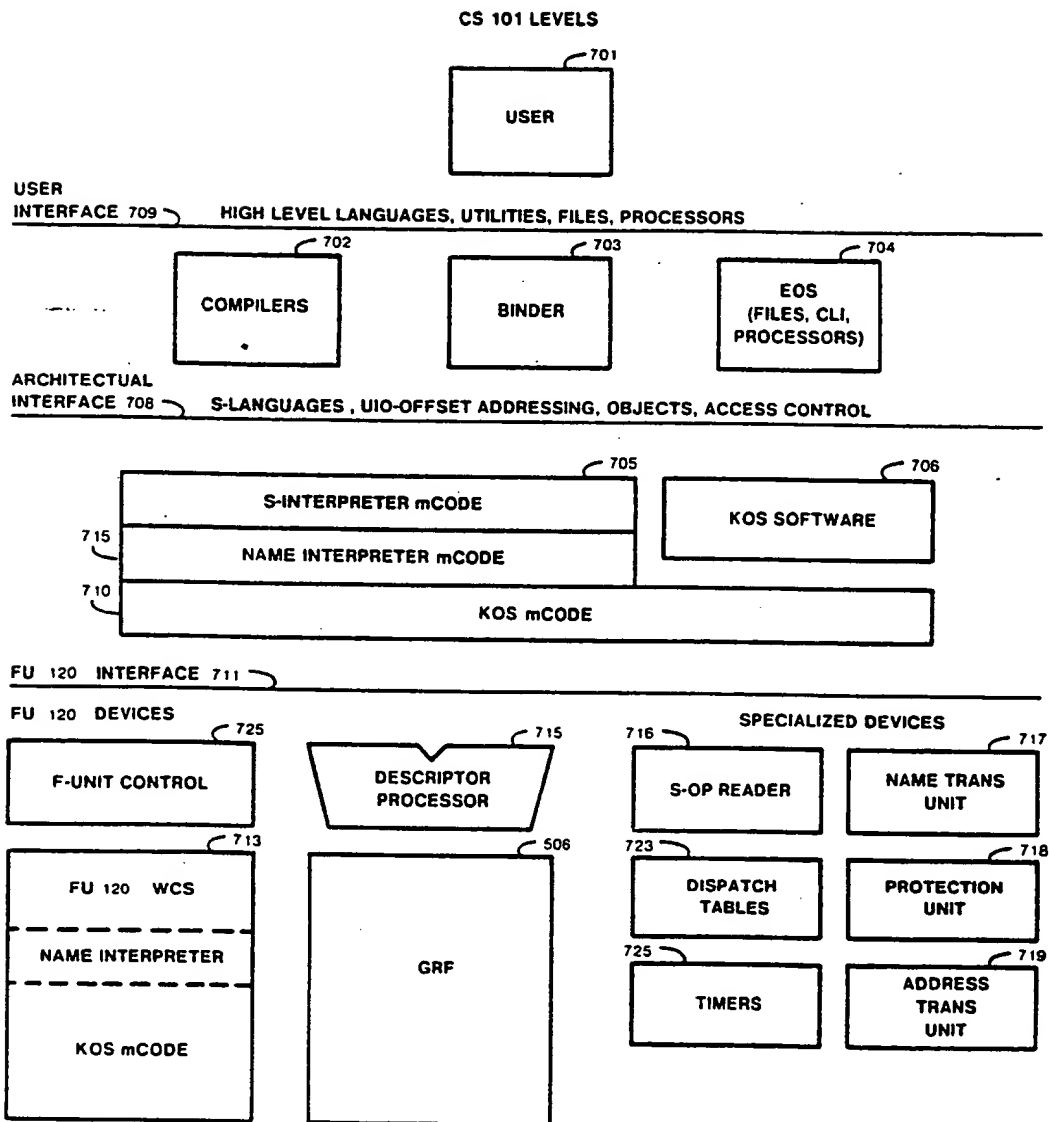 CS 101 LEVELS
701
USER
USER
INTERFACE 709
HIGH LEVEL LANGUAGES, UTILITIES, FILES, PROCESSORS
702
COMPILERS
703
BINDER
704
EOS
(FILES, CLI,
PROCESSORS)
ARCHITECTUAL
INTERFACE 708
S-LANGUAGES , UIO-OFFSET ADDRESSING, OBJECTS, ACCESS CONTROL
705
S-INTERPRETER mCODE
706
KOS SOFTWARE
715
NAME INTERPRETER mCODE
710
KOS mCODE
FU 120 INTERFACE 711
FU 120 DEVICES
SPECIALIZED DEVICES
725
F-UNIT CONTROL
715
DESCRIPTOR
PROCESSOR
716
S-OP READER
717
NAME TRANS
UNIT
713
FU 120 WCS
NAME INTERPRETER
KOS mCODE
506
GRF
723
DISPATCH
TABLES
718
PROTECTION
UNIT
725
TIMERS
719
ADDRESS
TRANS
UNIT